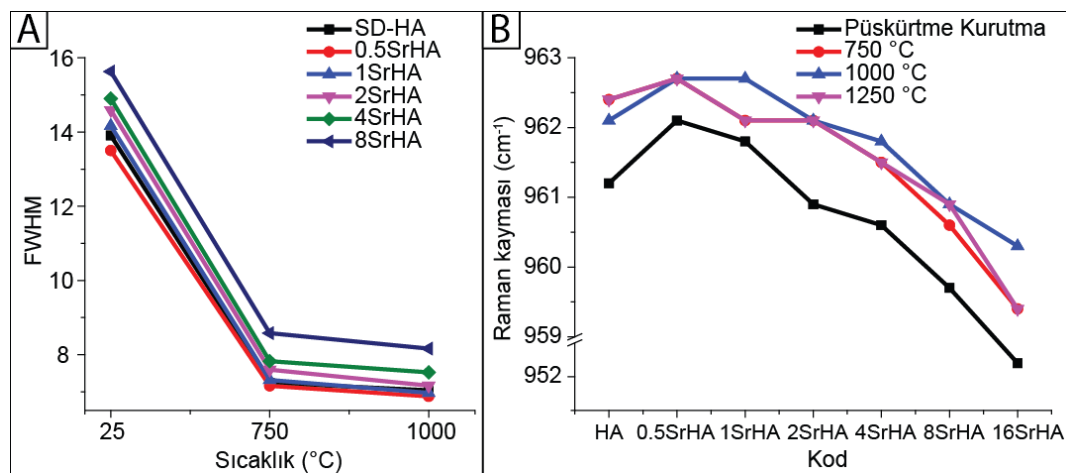 A
SD-HA
0.5SrHA
1SrHA
2SrHA
4SrHA
8SrHA
16
14
12
10
8
FWHM
25
750
1000
Sıcaklık (°C)
B
Püskürtme Kurutma
750 °C
1000 °C
1250 °C
963
962
961
960
959
952
Raman kayması (cm⁻¹)
HA 0.5SrHA 1SrHA 2SrHA 4SrHA 8SrHA 16SrHA
Kod